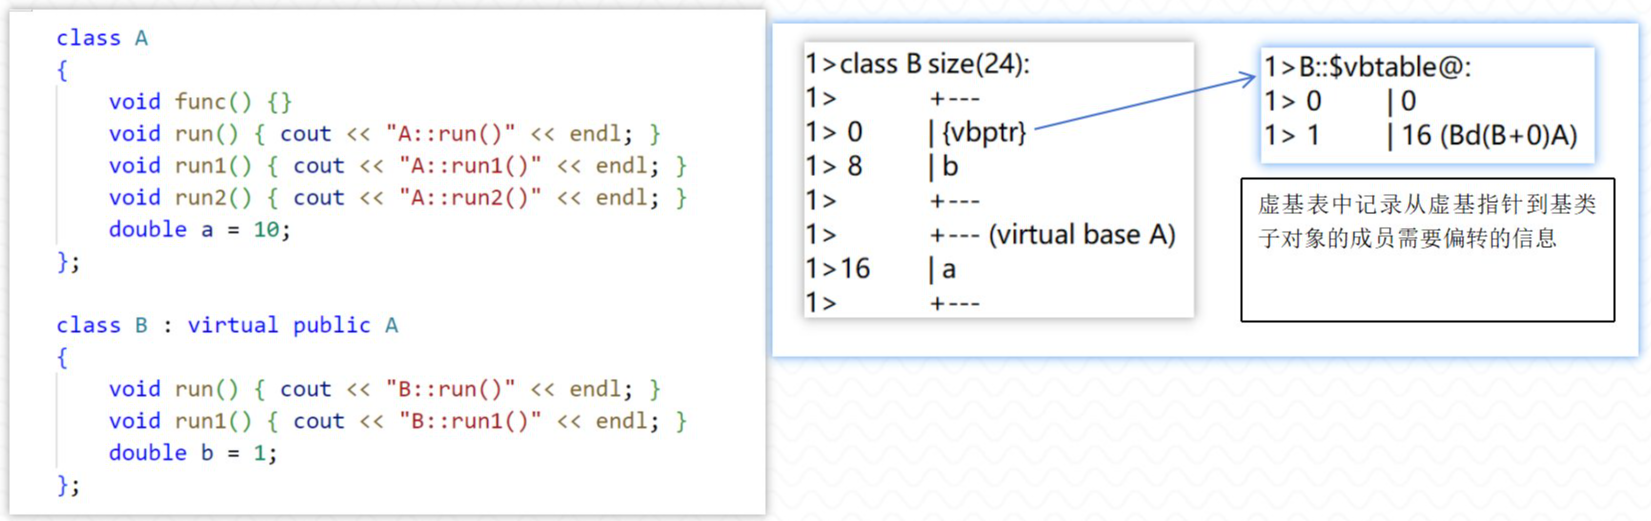 class A
{
    void func() {}
    void run() { cout << "A::run()" << endl; }
    void run1() { cout << "A::run1()" << endl; }
    void run2() { cout << "A::run2()" << endl; }
    double a = 10;
};
class B : virtual public A
{
    void run() { cout << "B::run()" << endl; }
    void run1() { cout << "B::run1()" << endl; }
    double b = 1;
};
1>class B size(24):
1> +---
1> 0 | {vbptr}
1> 8 | b
1> +---
1> +--- (virtual base A)
1>16 | a
1> +---
1>B::$vbtable@:
1> 0 | 0
1> 1 | 16 (Bd(B+0)A)
虚基表中记录从虚基指针到基类
子对象的成员需要偏转的信息